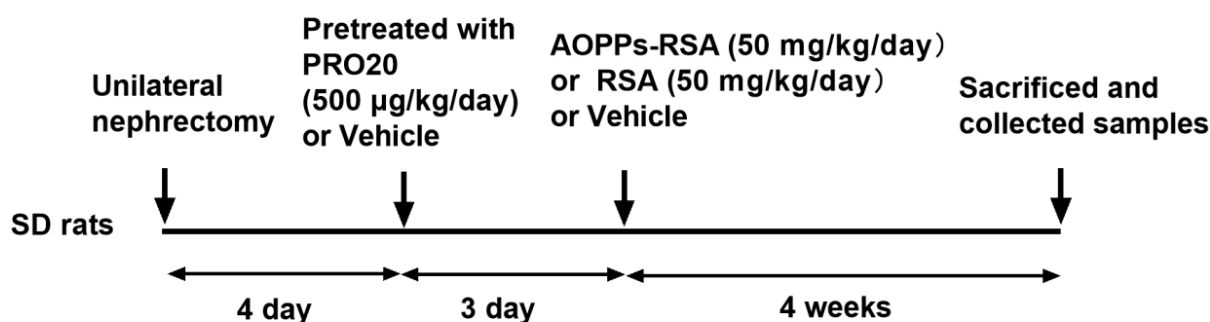 Unilateral
nephrectomy
Pretreated with
PRO20
(500 μg/kg/day)
or Vehicle
AOPPs-RSA (50 mg/kg/day）
or RSA (50 mg/kg/day）
or Vehicle
Sacrificed and
collected samples
SD rats
4 day
3 day
4 weeks